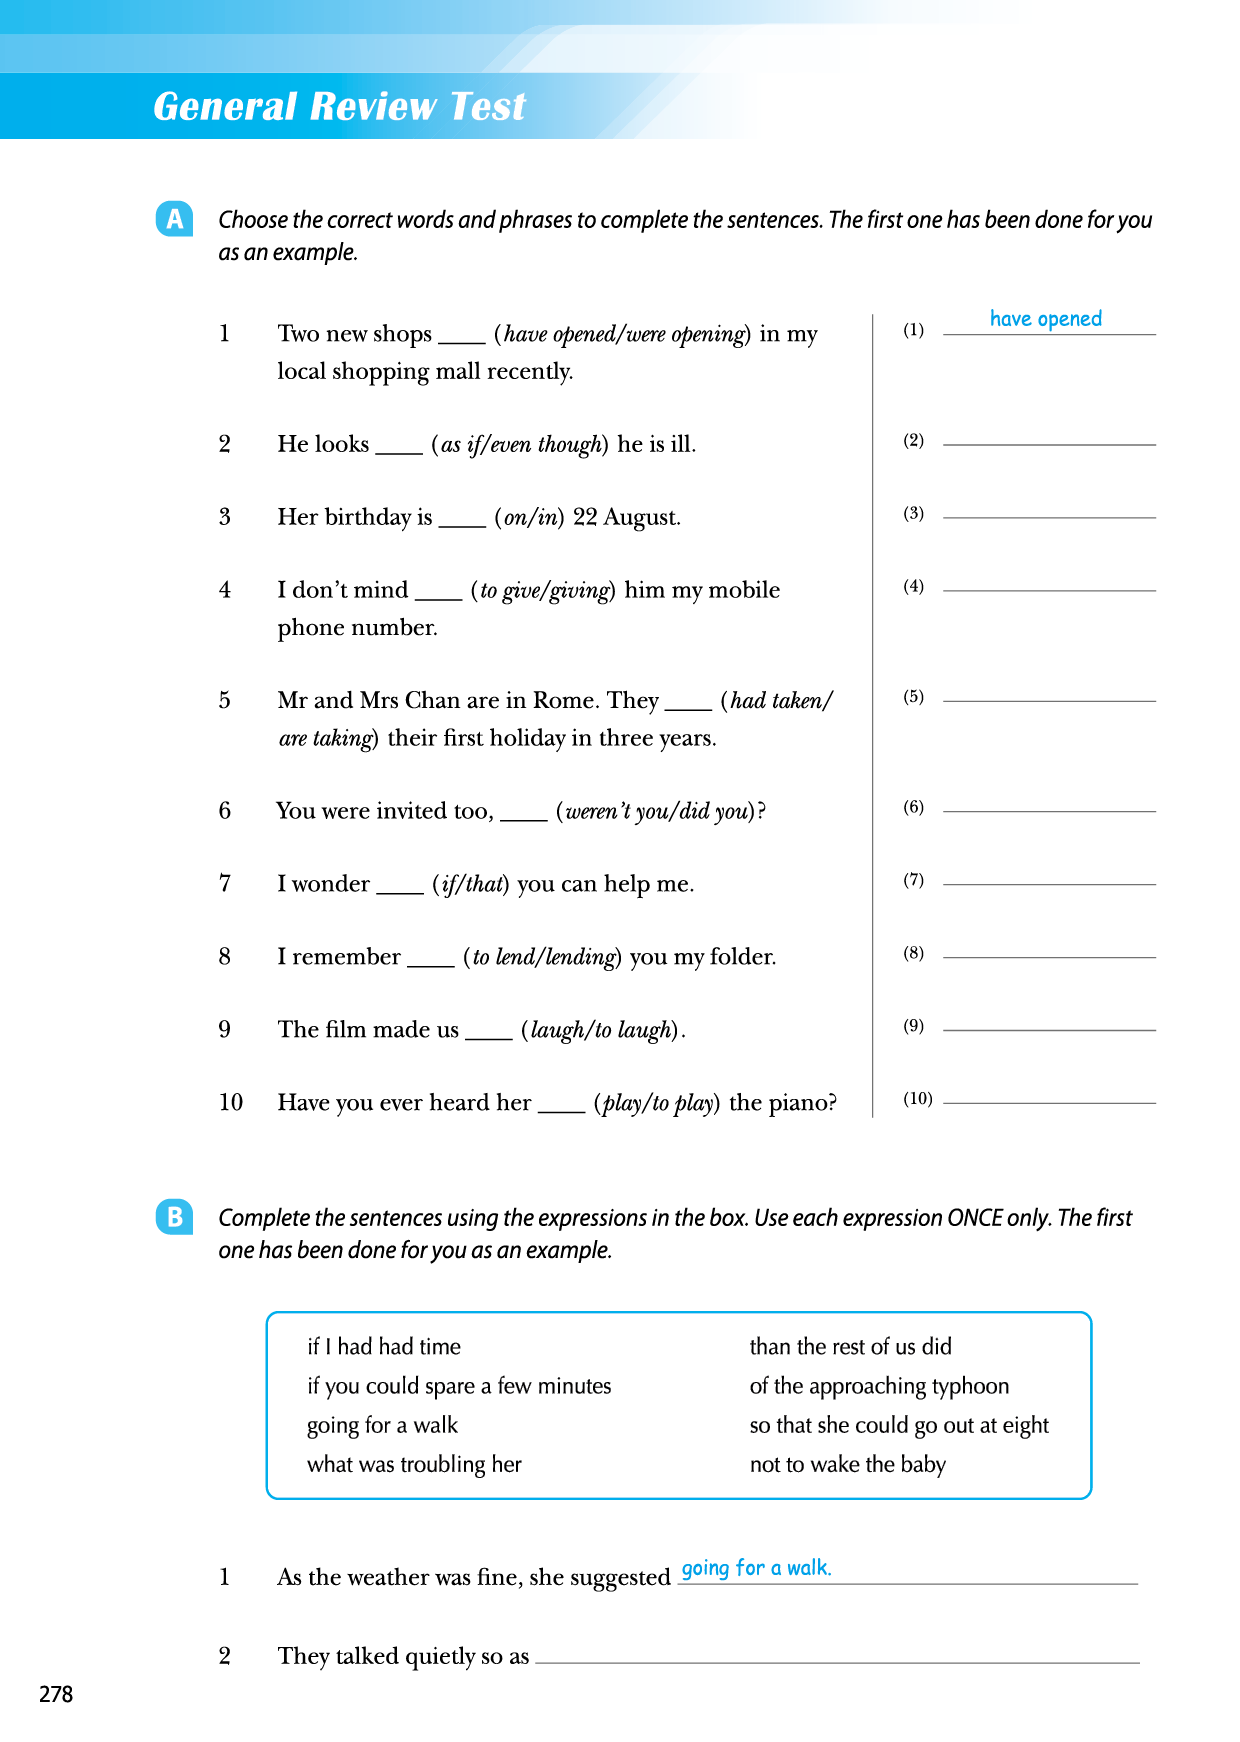 General Review Test
A Choose the correct words and phrases to complete the sentences. The first one has been done for you
as an example.
1 Two new shops ____ (have opened/were opening) in my
local shopping mall recently.
(1) have opened
2 He looks ____ (as if/even though) he is ill.
(2)
3 Her birthday is ____ (on/in) 22 August.
(3)
4 I don't mind ____ (to give/giving) him my mobile
phone number.
(4)
5 Mr and Mrs Chan are in Rome. They ____ (had taken/
are taking) their first holiday in three years.
(5)
6 You were invited too, ____ (weren't you/did you)?
(6)
7 I wonder ____ (if/that) you can help me.
(7)
8 I remember ____ (to lend/lending) you my folder.
(8)
9 The film made us ____ (laugh/to laugh).
(9)
10 Have you ever heard her ____ (play/to play) the piano?
(10)
B Complete the sentences using the expressions in the box. Use each expression ONCE only. The first
one has been done for you as an example.
if I had had time
if you could spare a few minutes
going for a walk
what was troubling her
than the rest of us did
of the approaching typhoon
so that she could go out at eight
not to wake the baby
1 As the weather was fine, she suggested going for a walk.
2 They talked quietly so as
278